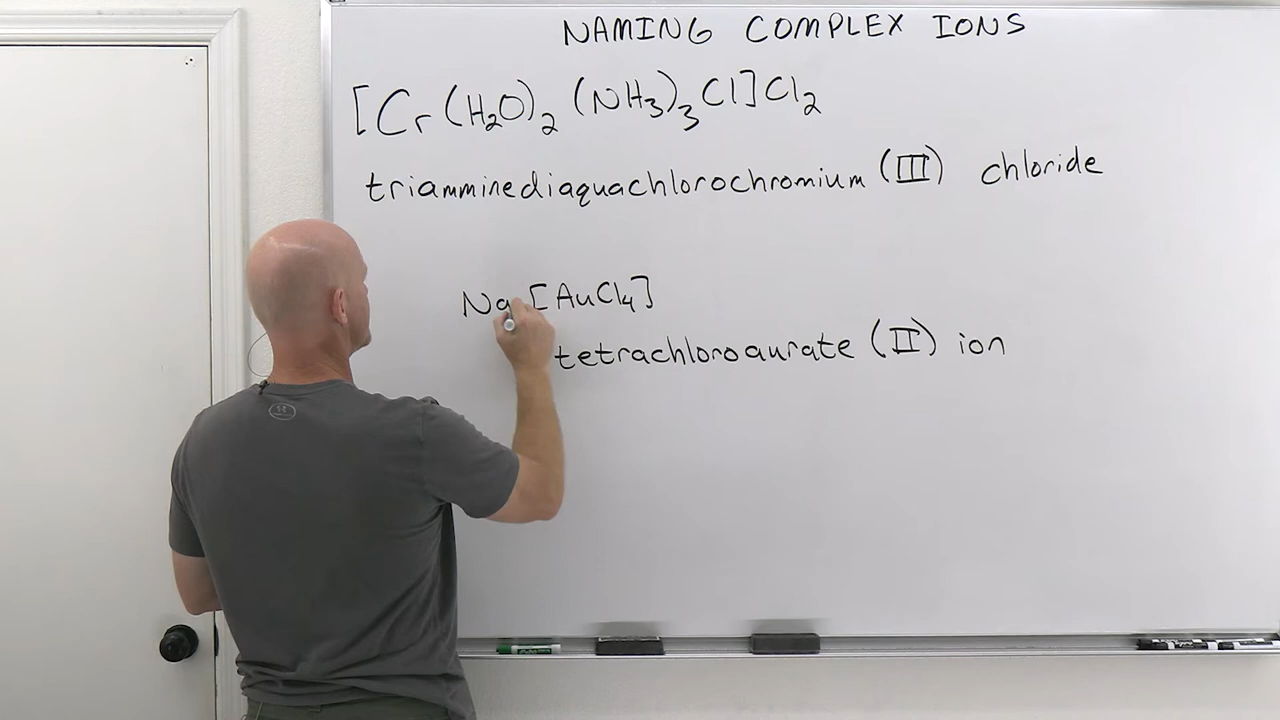 NAMING COMPLEX IONS
[Cr(H₂O)₂(NH₃)₃Cl]Cl₂
triamminediaquachlorochromium (III) chloride
Na[AuCl₄]
tetrachloroaurate (II) ion